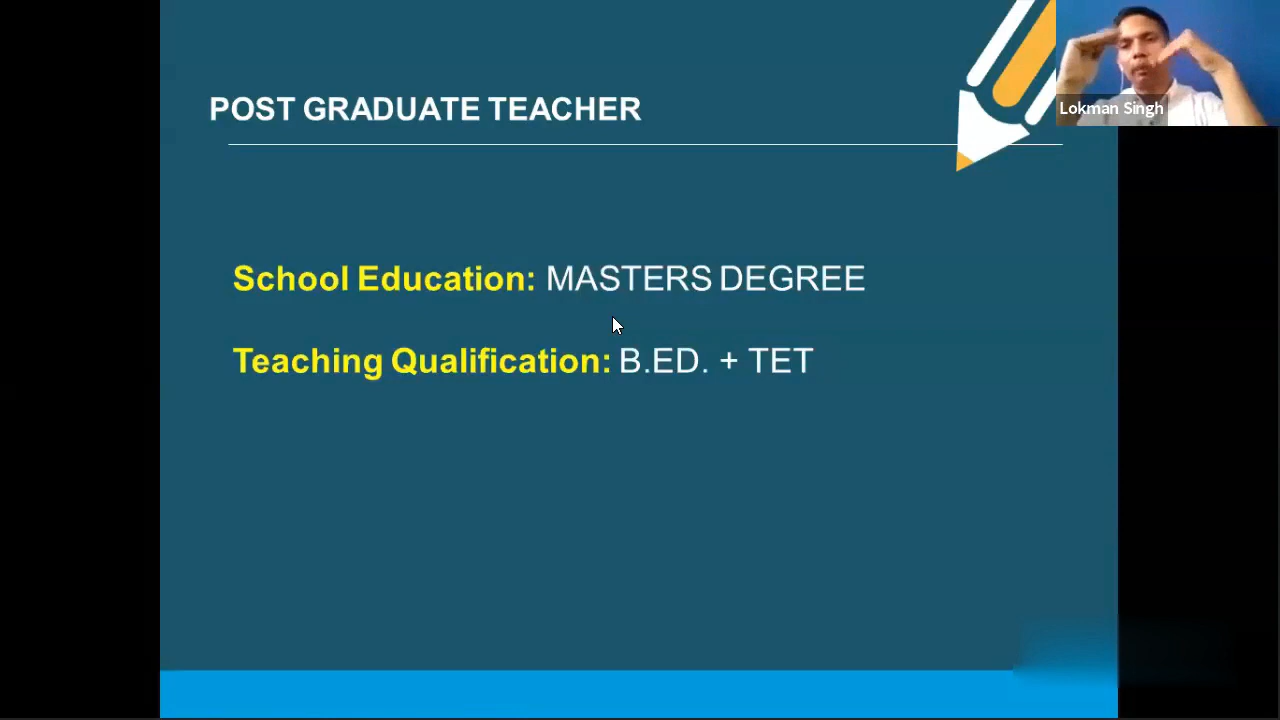 POST GRADUATE TEACHER
Lokman Singh
School Education: MASTERS DEGREE
Teaching Qualification: B.ED. + TET